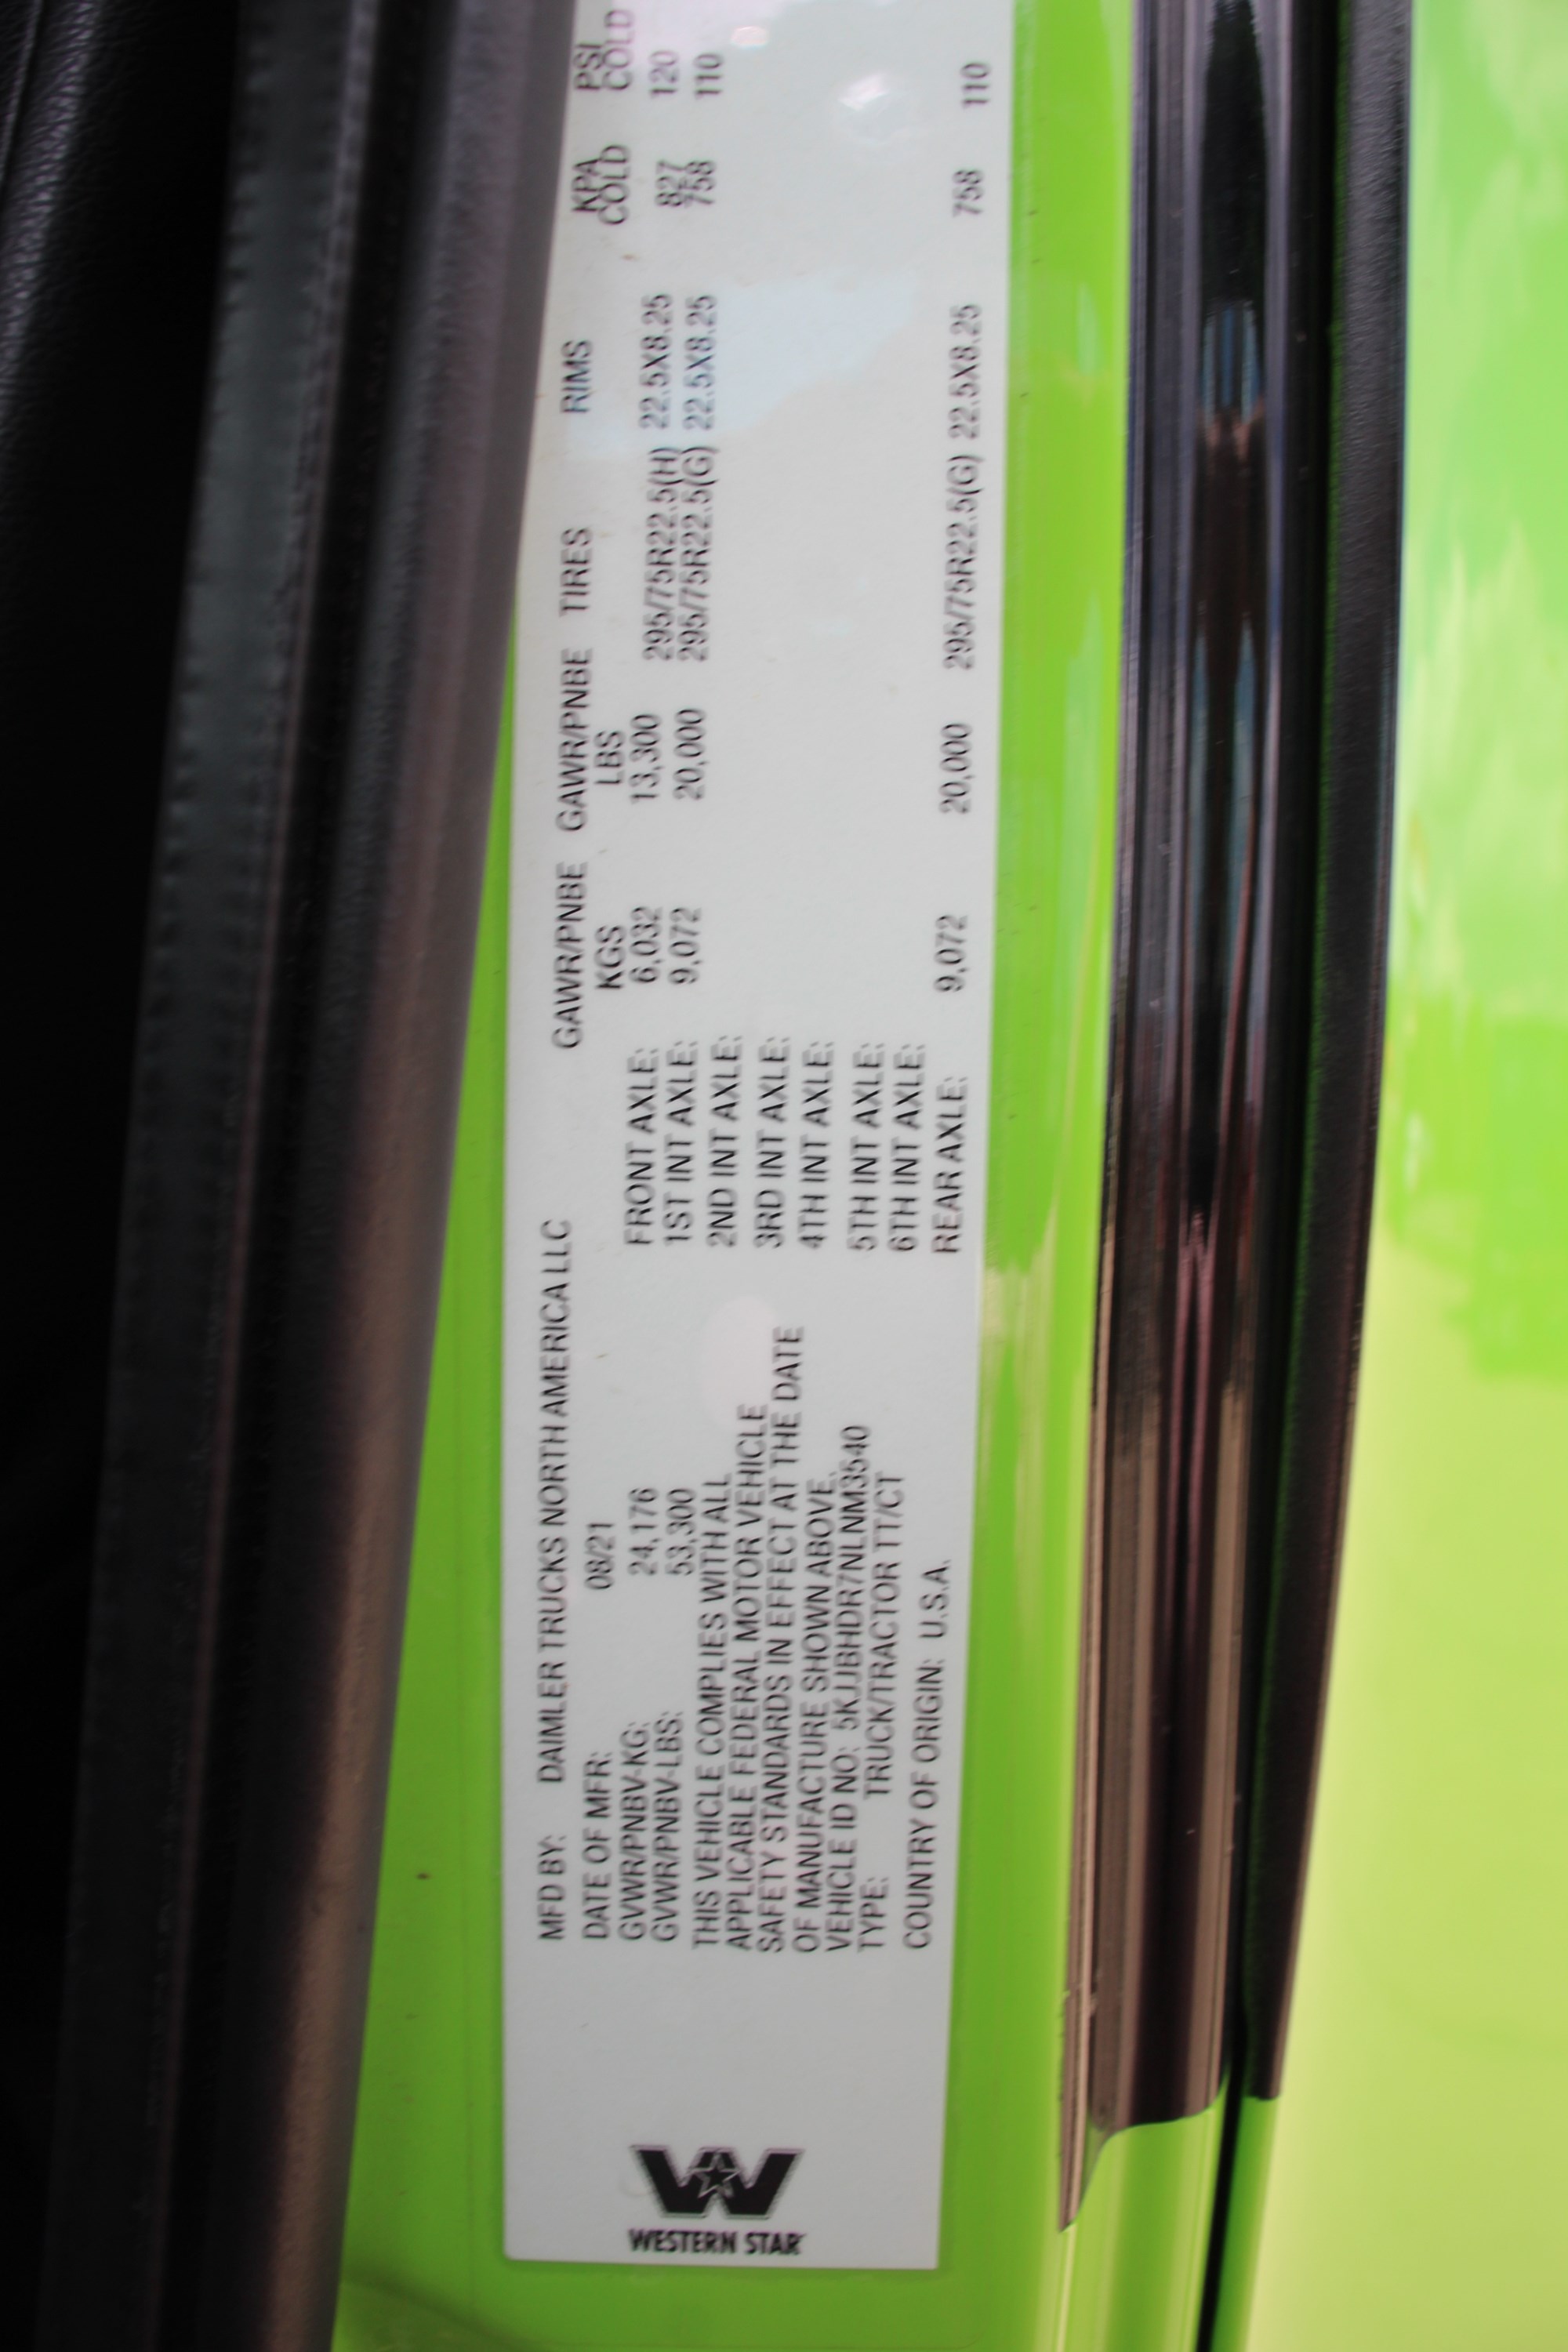 WESTERN STAR
MFD BY: DAIMLER TRUCKS NORTH AMERICA LLC
DATE OF MFR: 08/21
GVWR/PNBV-KG: 24,176
GVWR/PNBV-LBS: 53,300
THIS VEHICLE COMPLIES WITH ALL
APPLICABLE FEDERAL MOTOR VEHICLE
SAFETY STANDARDS IN EFFECT AT THE DATE
OF MANUFACTURE SHOWN ABOVE.
VEHICLE ID NO: 5KJJBHDR7NLNM3540
TYPE: TRUCK/TRACTOR TT/CT
COUNTRY OF ORIGIN: U.S.A.
GAWR/PNBE GAWR/PNBE TIRES RIMS KPA PSI
KGS LBS COLD COLD
FRONT AXLE: 6,032 13,300 295/75R22.5(H) 22.5X8.25 827 120
1ST INT AXLE: 9,072 20,000 295/75R22.5(G) 22.5X8.25 758 110
2ND INT AXLE:
3RD INT AXLE:
4TH INT AXLE:
5TH INT AXLE:
6TH INT AXLE:
REAR AXLE: 9,072 20,000 295/75R22.5(G) 22.5X8.25 758 110